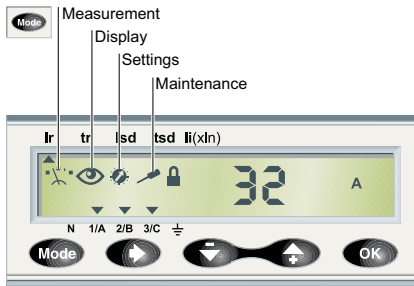 Mode
Measurement
Display
Settings
Maintenance
Ir tr Isd tsd Ii(xIn)
32 A
N 1/A 2/B 3/C
Mode OK